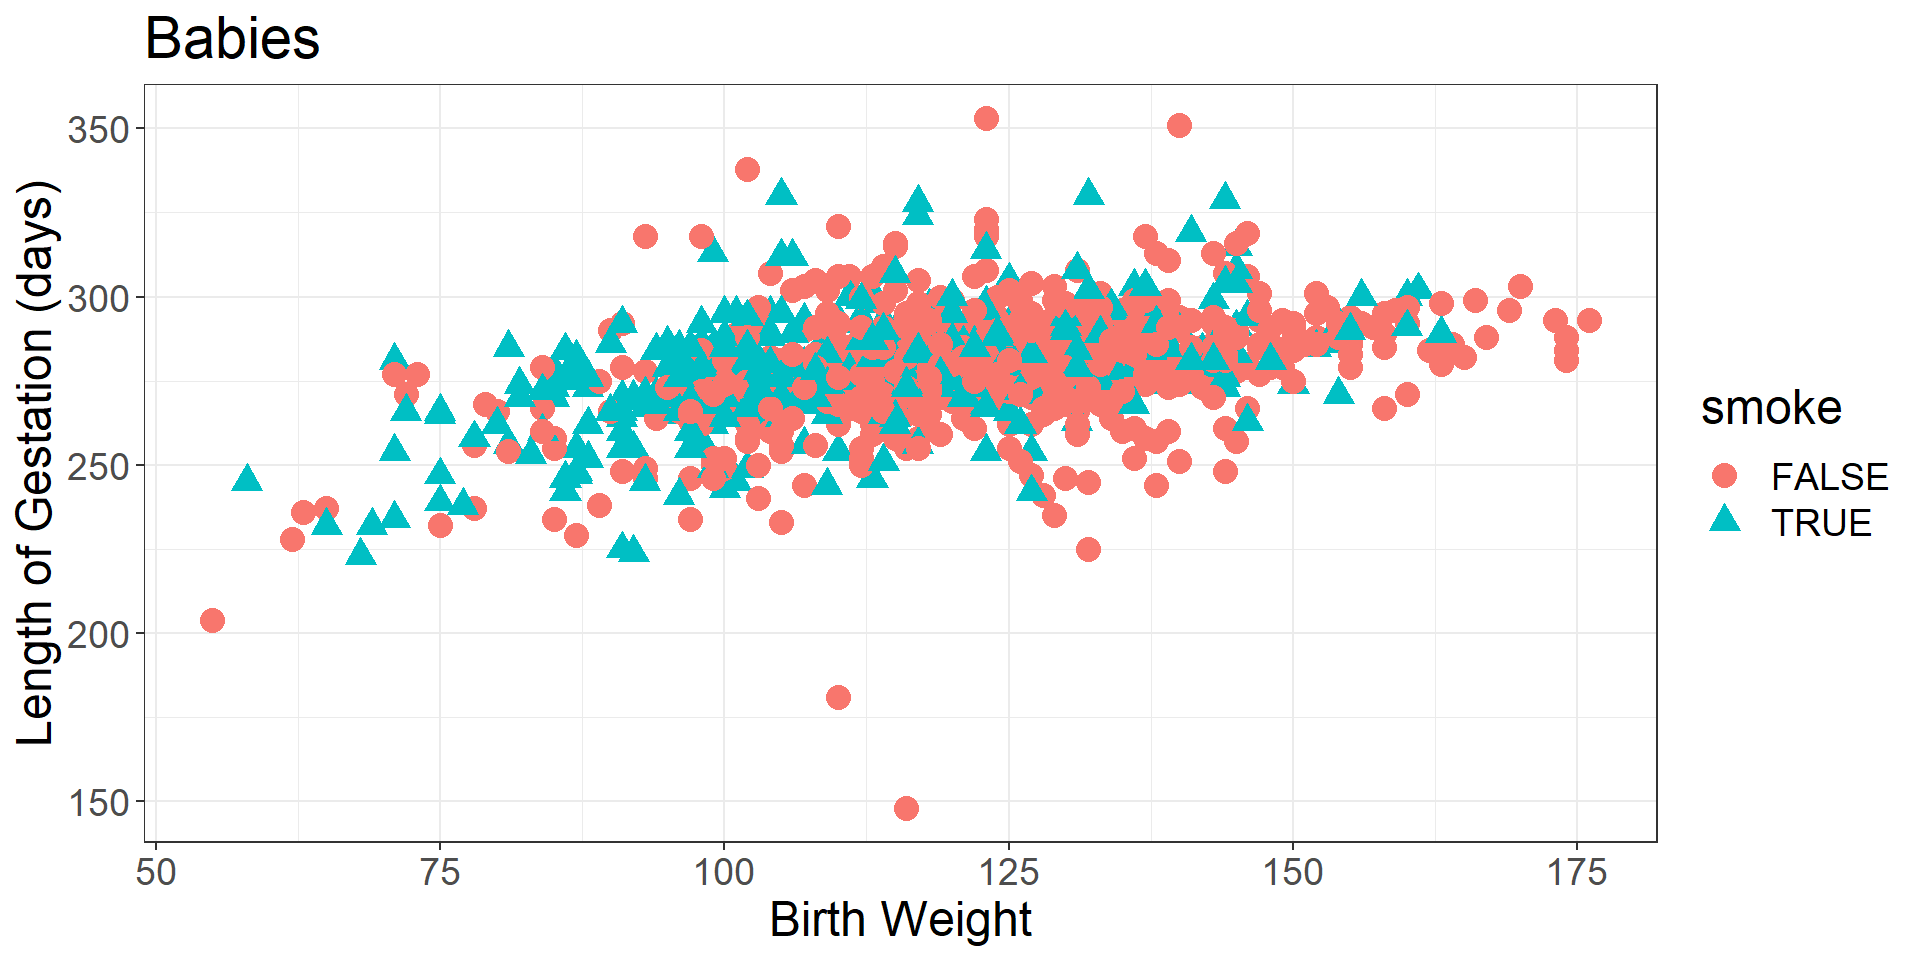 Babies
Length of Gestation (days)
350
300
250
200
150
50 75 100 125 150 175
Birth Weight
smoke
FALSE
TRUE